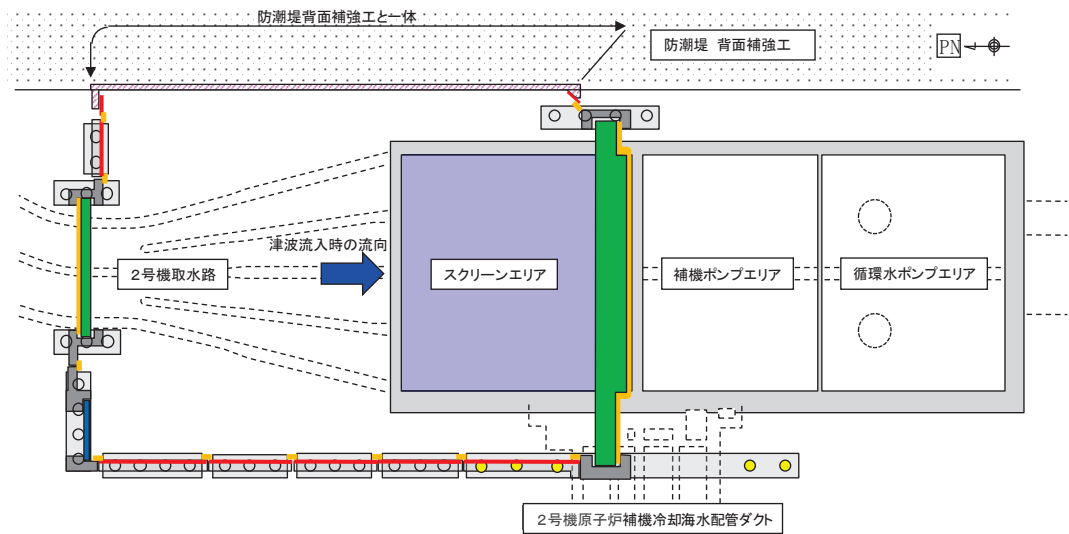 防潮堤背面補強工と一体
防潮堤 背面補強工
PN
津波流入時の流向
2号機取水路
スクリーンエリア
補機ポンプエリア
循環水ポンプエリア
2号機原子炉補機冷却海水配管ダクト